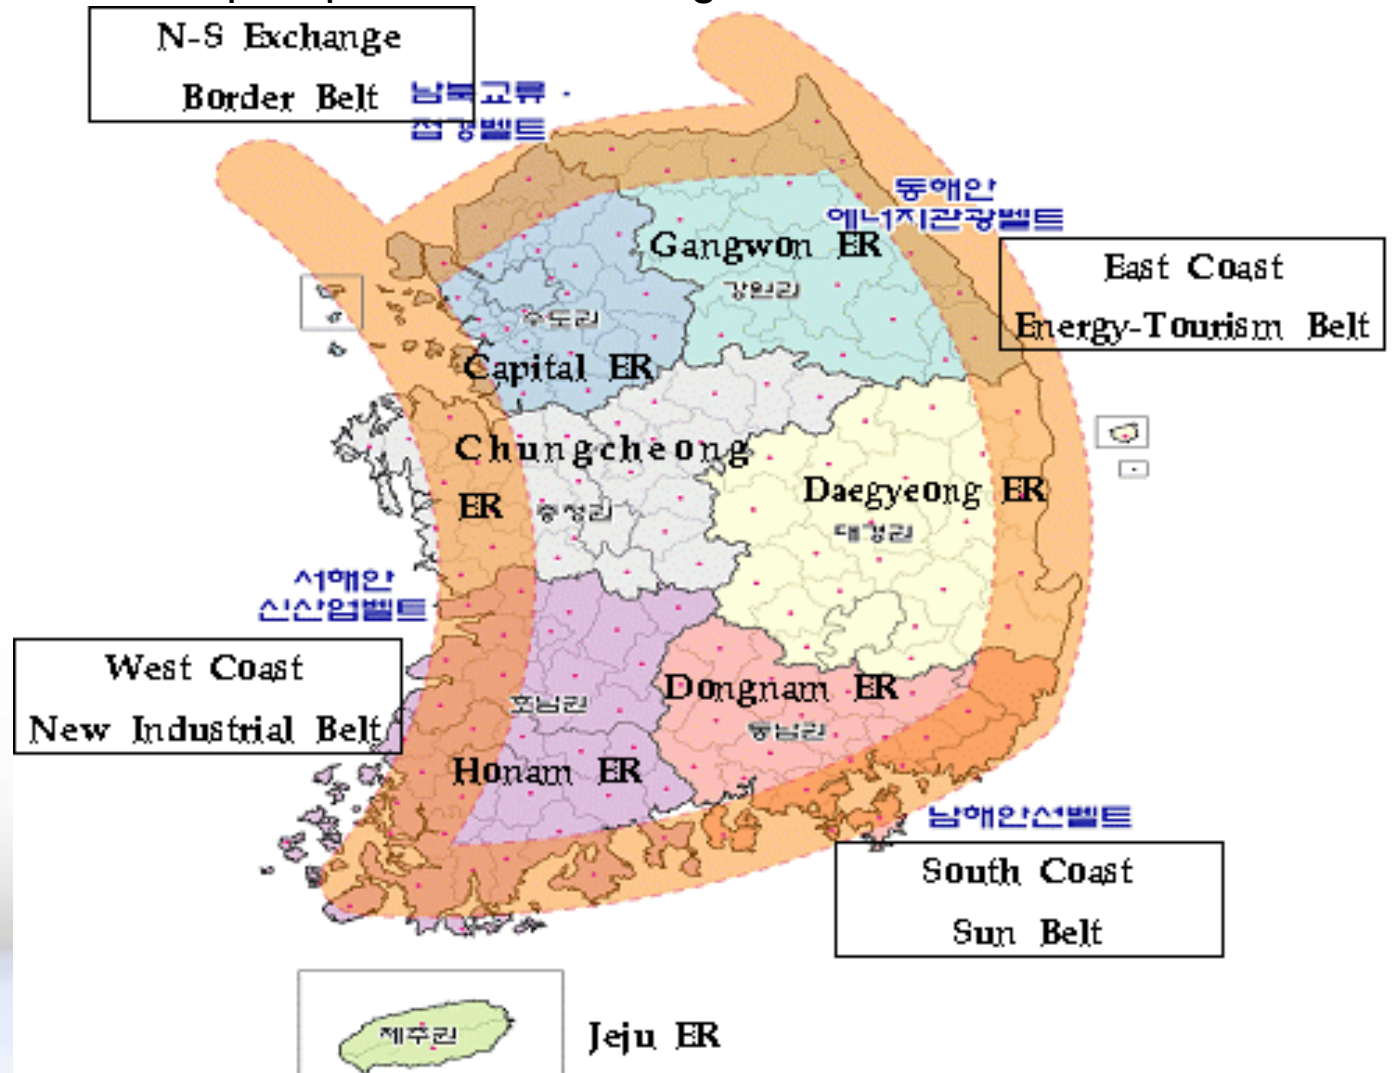 N-S Exchange
Border Belt
남북교류 ·
접경벨트
동해안
에너지관광벨트
East Coast
Energy-Tourism Belt
Gangwon ER
강원권
수도권
Capital ER
Chungcheong
ER
충청권
Daegyeong ER
대경권
서해안
신산업벨트
West Coast
New Industrial Belt
호남권
Honam ER
Dongnam ER
동남권
남해안선벨트
South Coast
Sun Belt
제주권
Jeju ER